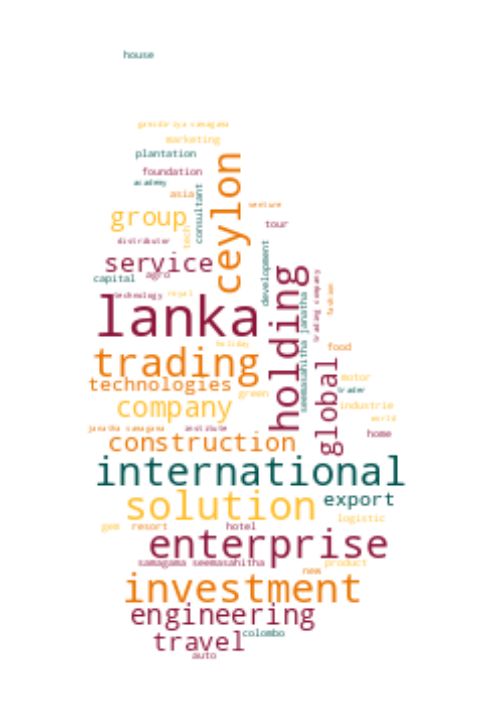 house
gamideriya samagama
marketing
plantation
foundation
academy
asia
consultant
ceylon
venture
group
tech
tour
distributor
service
development
capital
agro
holding
trading company
fashion
technology
royal
seemasahitha janatha
lanka
holiday
food
trading
global
motor
technologies
green
trader
company
industrie
world
janatha samagama
institute
home
construction
international
solution
export
logistic
gem
resort
hotel
enterprise
samagama seemasahitha
product
new
investment
engineering
colombo
travel
auto